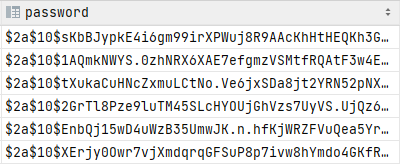 password
$2a$10$sKbBJypkE4i6gm99irXPWuj8R9AAcKhHtHEQKh3G…
$2a$10$1AQmkNWYS.0zhNRX6XAE7efgmzVSMtfRQAtF3w4E…
$2a$10$tXukaCuHNcZxmuLCtNo.Ve6jxSDa8jt2YRN52pNX…
$2a$10$2GrTl8Pze9luTM45SLcHYOUjGhVzs7UyVS.UjQz6…
$2a$10$EnbQj15wD4uWzB35UmwJK.n.hfKjWRZFVuQea5Yr…
$2a$10$XErjy0Owr7vjXmdqrqGFSuP8p7ivw8hYmdo4GKfR…